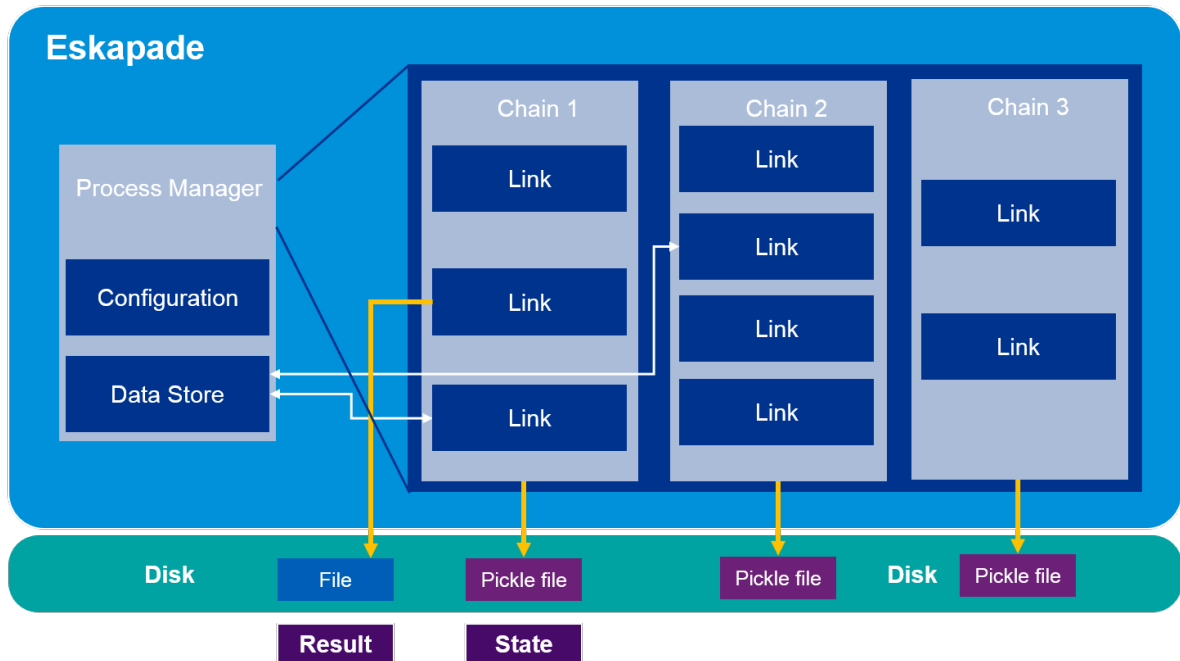 Eskapade
Process Manager
Configuration
Data Store
Chain 1
Link
Link
Link
Chain 2
Link
Link
Link
Link
Chain 3
Link
Link
Disk
File
Pickle file
Pickle file
Disk
Pickle file
Result
State